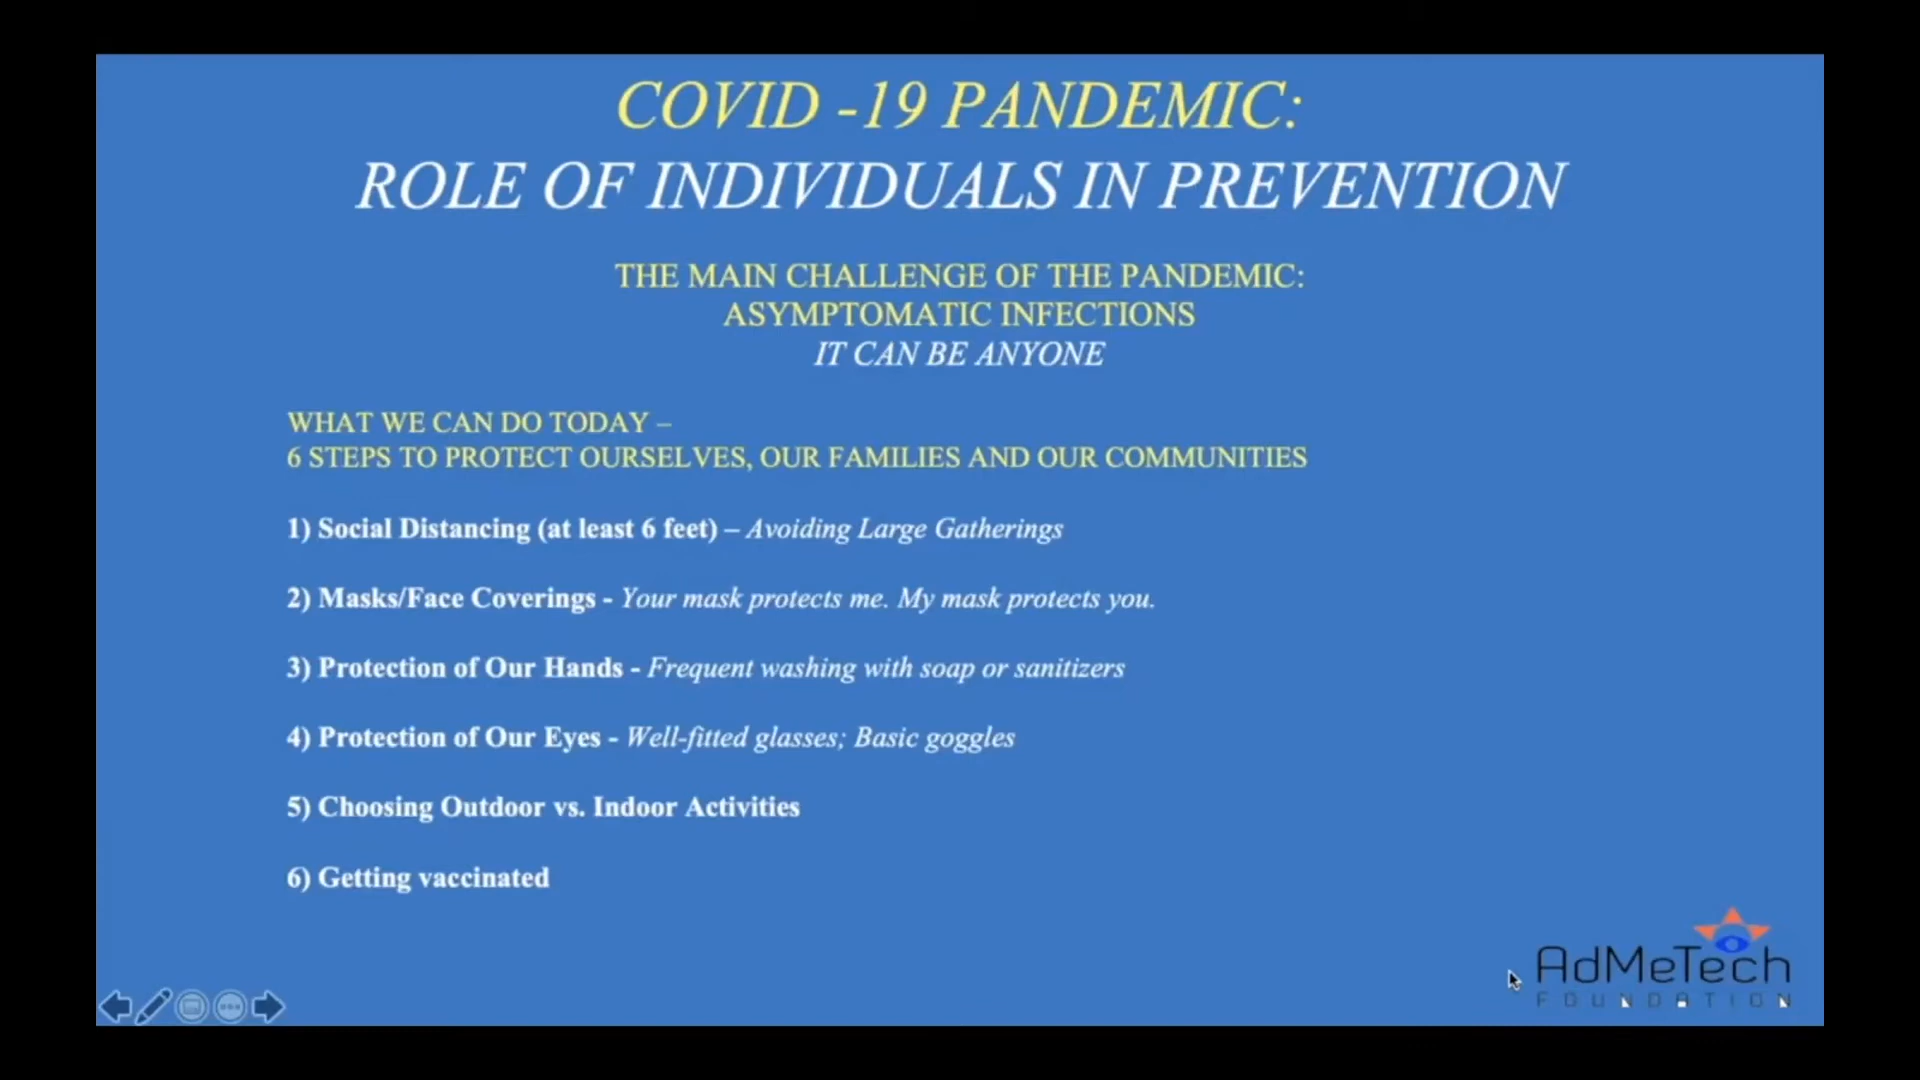 COVID -19 PANDEMIC:
ROLE OF INDIVIDUALS IN PREVENTION
THE MAIN CHALLENGE OF THE PANDEMIC:
ASYMPTOMATIC INFECTIONS
IT CAN BE ANYONE
WHAT WE CAN DO TODAY –
6 STEPS TO PROTECT OURSELVES, OUR FAMILIES AND OUR COMMUNITIES
1) Social Distancing (at least 6 feet) – Avoiding Large Gatherings
2) Masks/Face Coverings - Your mask protects me. My mask protects you.
3) Protection of Our Hands - Frequent washing with soap or sanitizers
4) Protection of Our Eyes - Well-fitted glasses; Basic goggles
5) Choosing Outdoor vs. Indoor Activities
6) Getting vaccinated
AdMeTech
FOUNDATION